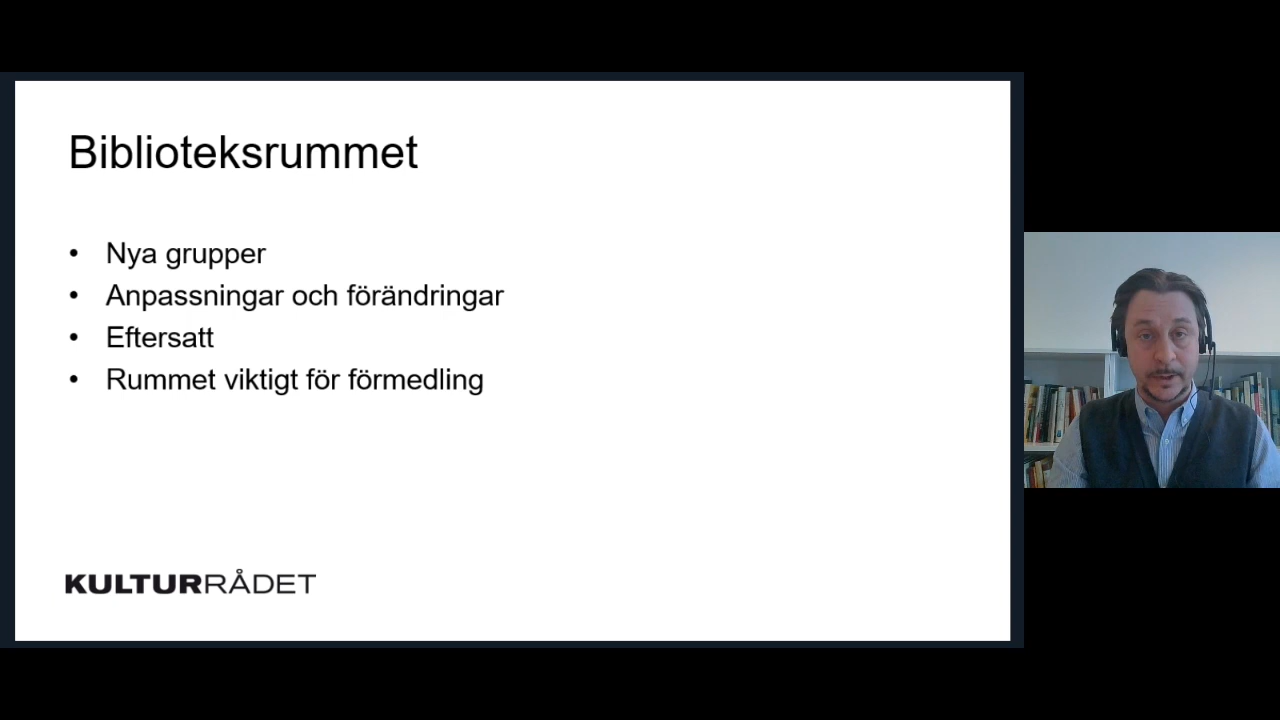 Biblioteksrummet
• Nya grupper
• Anpassningar och förändringar
• Eftersatt
• Rummet viktigt för förmedling
KULTURRÅDET